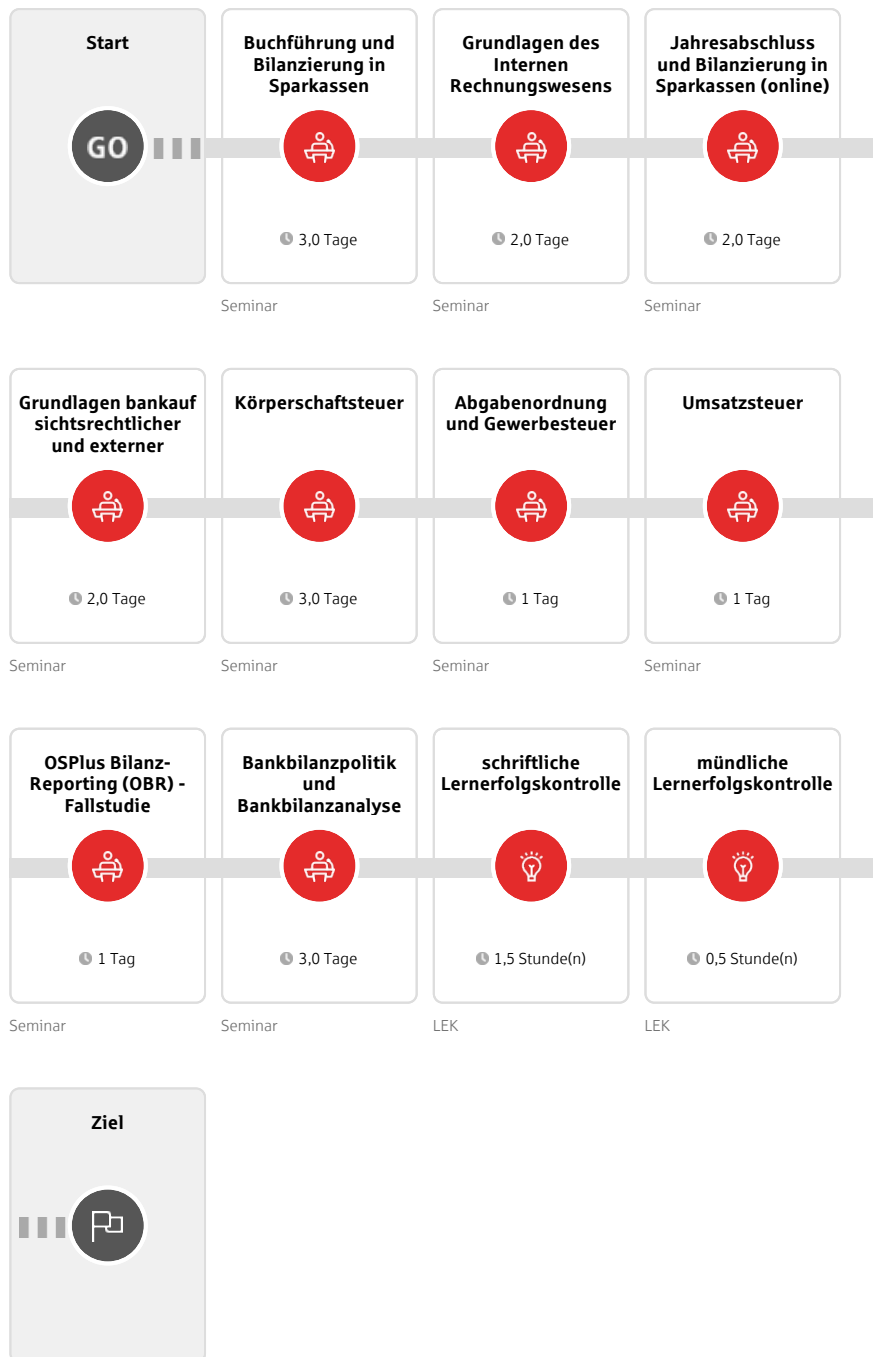 Start
GO
Buchführung und
Bilanzierung in
Sparkassen
3,0 Tage
Seminar
Grundlagen des
Internen
Rechnungswesens
2,0 Tage
Seminar
Jahresabschluss
und Bilanzierung in
Sparkassen (online)
2,0 Tage
Seminar
Grundlagen bankauf
sichtsrechtlicher
und externer
2,0 Tage
Seminar
Körperschaftsteuer
3,0 Tage
Seminar
Abgabenordnung
und Gewerbesteuer
1 Tag
Seminar
Umsatzsteuer
1 Tag
Seminar
OSPlus Bilanz-
Reporting (OBR) -
Fallstudie
1 Tag
Seminar
Bankbilanzpolitik
und
Bankbilanzanalyse
3,0 Tage
Seminar
schriftliche
Lernerfolgskontrolle
1,5 Stunde(n)
LEK
mündliche
Lernerfolgskontrolle
0,5 Stunde(n)
LEK
Ziel